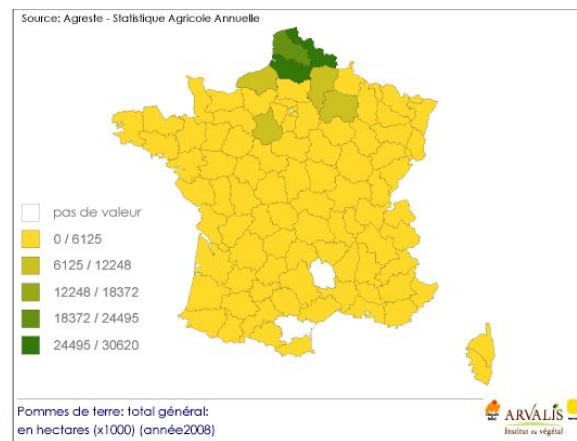 Source: Agreste - Statistique Agricole Annuelle
pas de valeur
0 / 6125
6125 / 12248
12248 / 18372
18372 / 24495
24495 / 30620
Pommes de terre: total général:
en hectares (x1000) (année2008)
ARVALIS
Institut du végétal